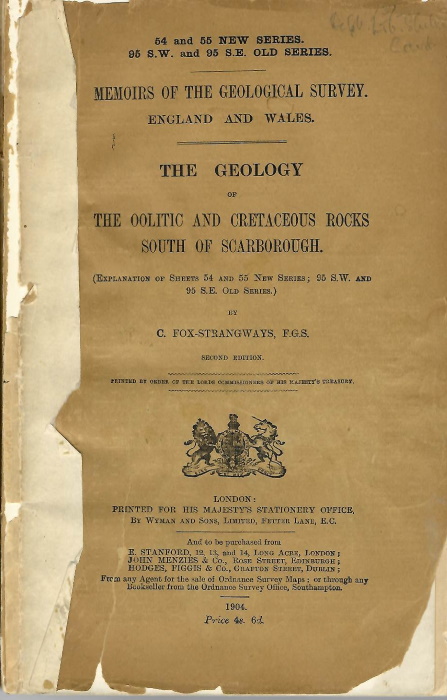 54 and 55 NEW SERIES.
95 S.W. and 95 S.E. OLD SERIES.
MEMOIRS OF THE GEOLOGICAL SURVEY.
ENGLAND AND WALES.
THE GEOLOGY
OF
THE OOLITIC AND CRETACEOUS ROCKS
SOUTH OF SCARBOROUGH.
(EXPLANATION OF SHEETS 54 AND 55 NEW SERIES; 95 S.W. AND
95 S.E. OLD SERIES.)
BY
C. FOX-STRANGWAYS, F.G.S.
SECOND EDITION.
PRINTED BY ORDER OF THE LORDS COMMISSIONERS OF HIS MAJESTY'S TREASURY.
LONDON:
PRINTED FOR HIS MAJESTY'S STATIONERY OFFICE,
BY WYMAN AND SONS, LIMITED, FETTER LANE, E.C.
And to be purchased from
E. STANFORD, 12, 13, and 14, LONG ACRE, LONDON;
JOHN MENZIES & Co., ROSE STREET, EDINBURGH;
HODGES, FIGGIS & Co., GRAFTON STREET, DUBLIN;
From any Agent for the sale of Ordnance Survey Maps; or through any
Bookseller from the Ordnance Survey Office, Southampton.
1904.
Price 4s. 6d.